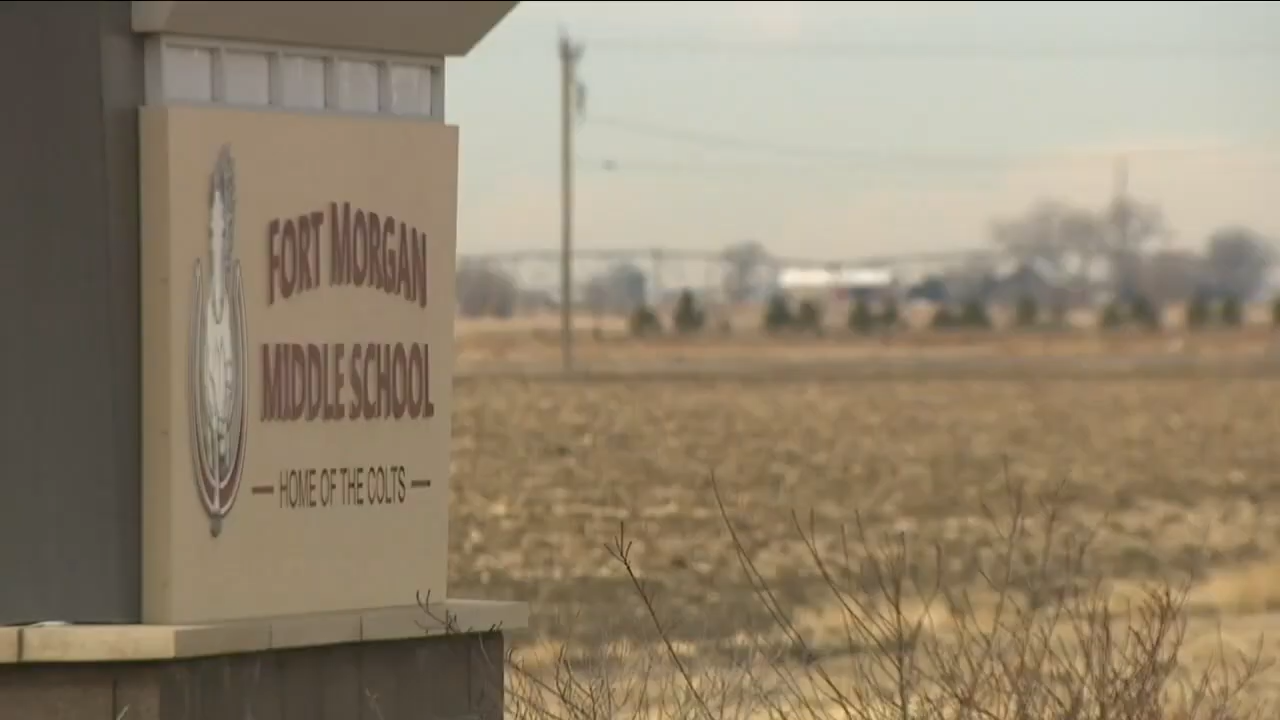 FORT MORGAN
MIDDLE SCHOOL
— HOME OF THE COLTS —